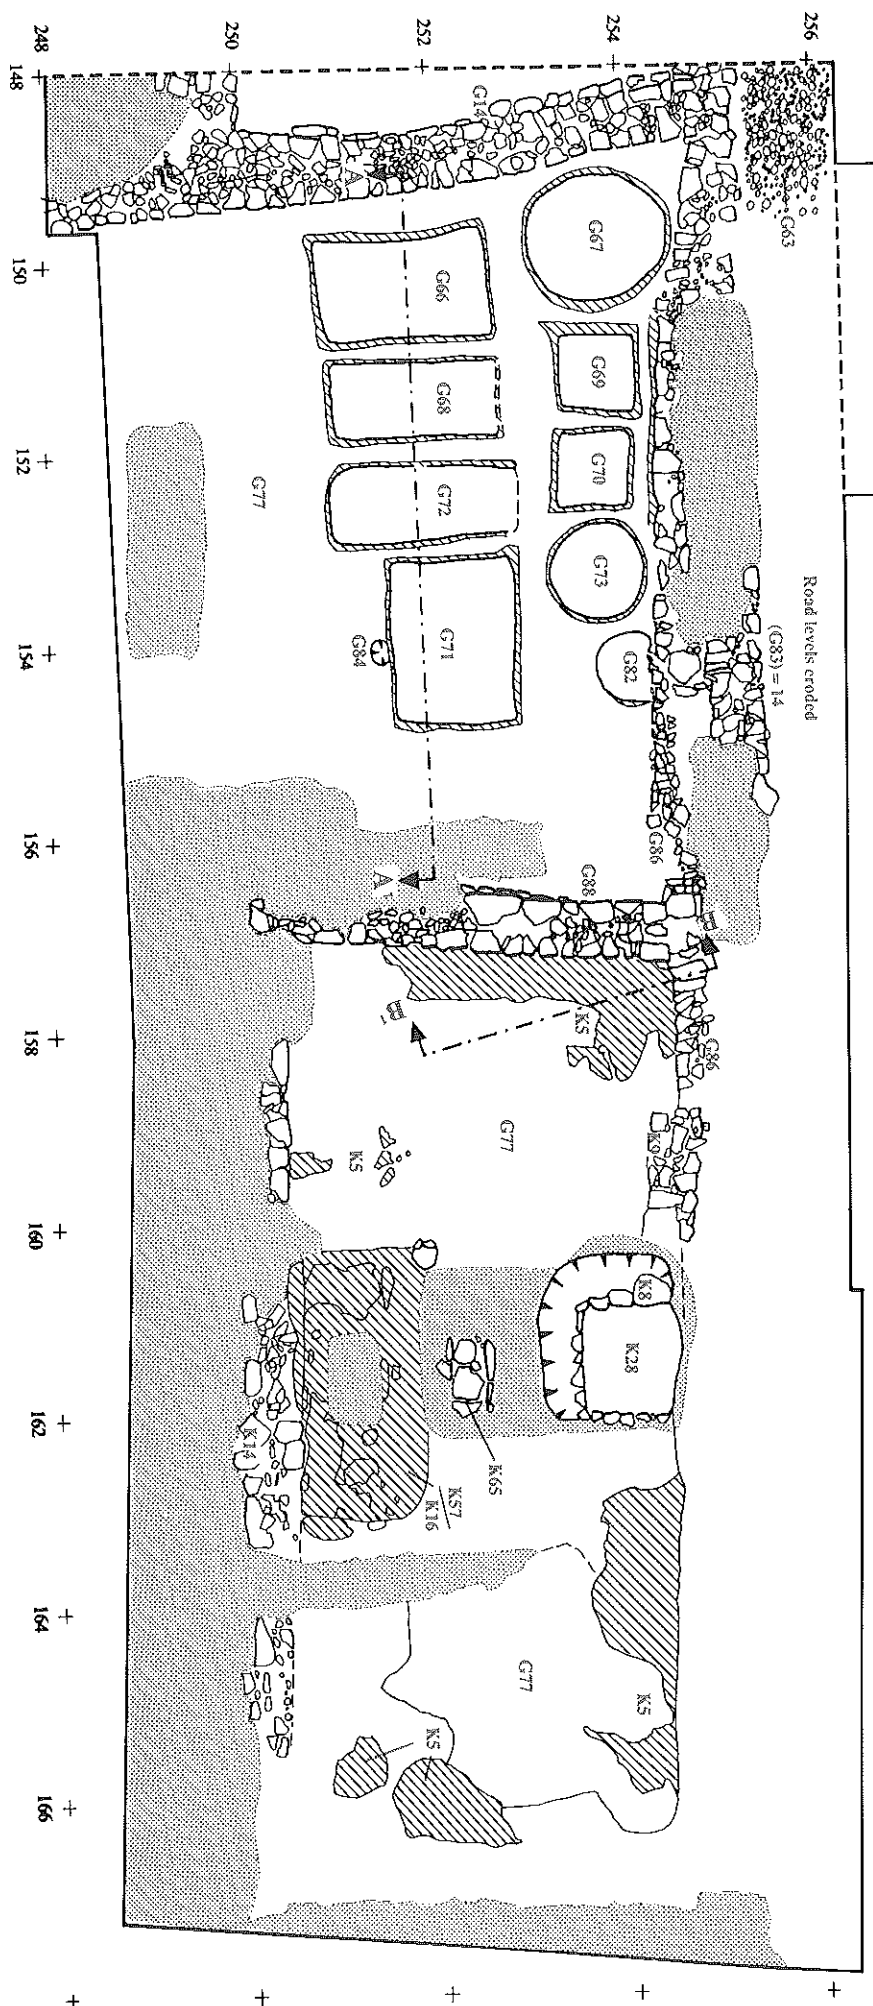 248
250
252
254
256
148
150
152
154
156
158
160
162
164
166
G14
G63
A
G67
G66
G69
G68
G70
G72
G77
G73
G71
G84
G82
Road levels eroded
(G83) = 14
G86
G88
A¹
B
B¹
K5
G86
G77
K9
K5
K8
K28
K65
K14
K57
K16
G77
K5
K5